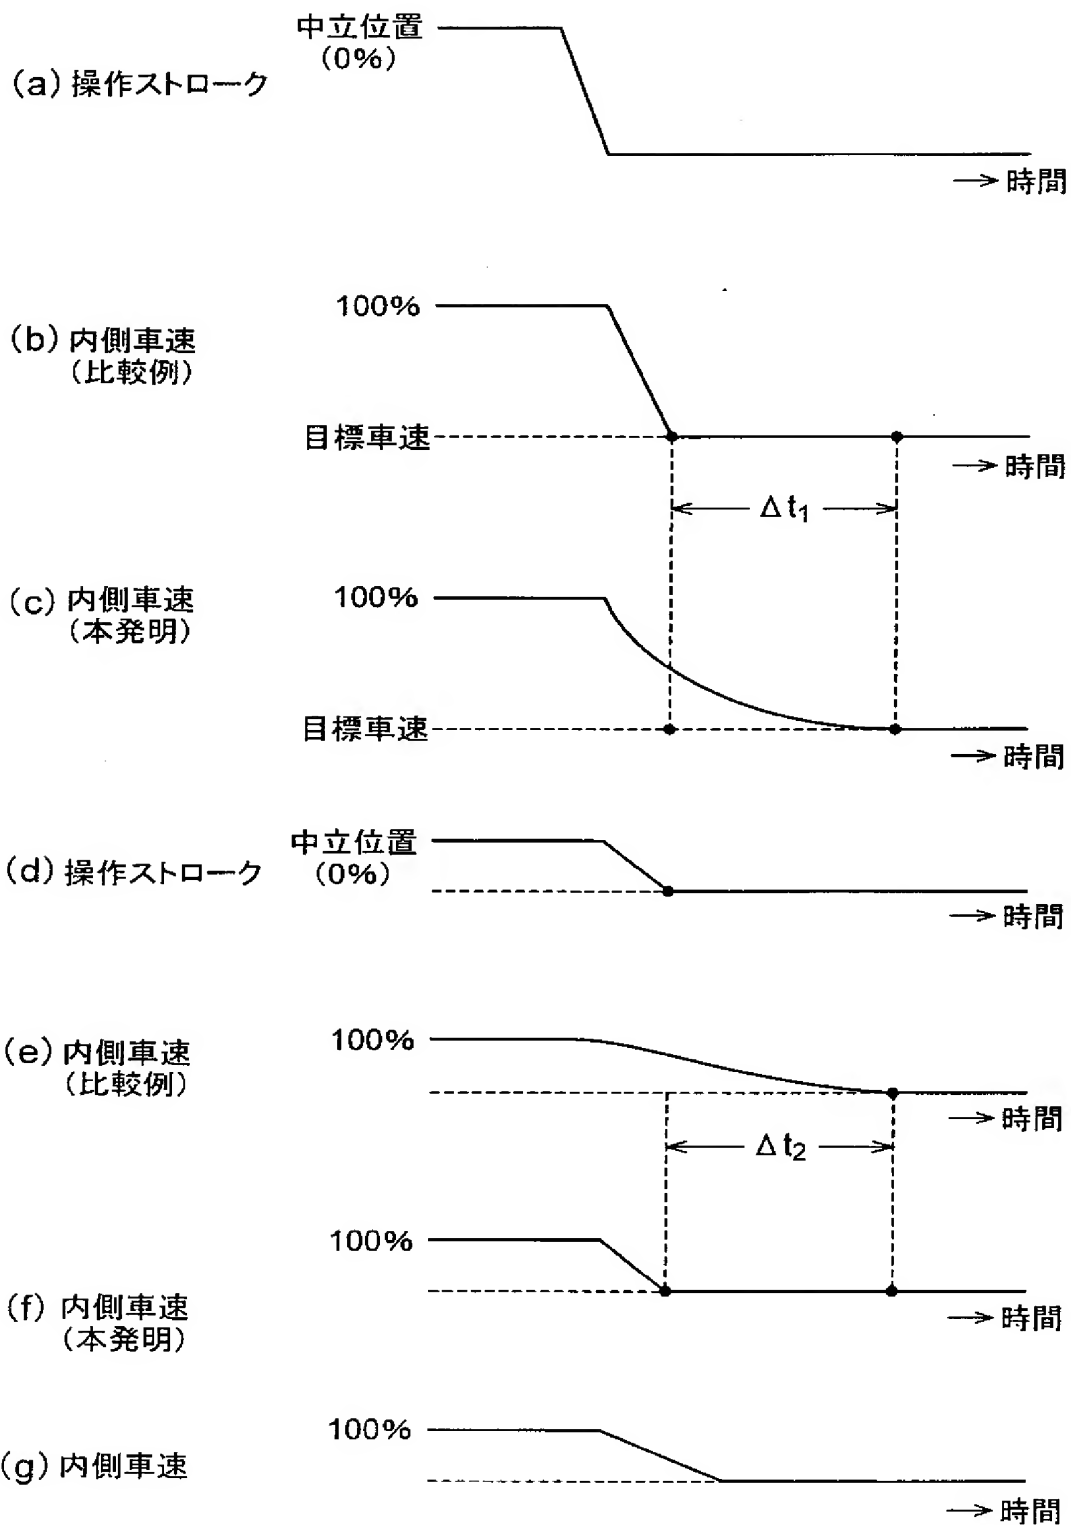 中立位置
(0%)
(a) 操作ストローク
→ 時間
100%
(b) 内側車速
(比較例)
目標車速
→ 時間
Δt₁
(c) 内側車速
(本発明)
100%
目標車速
→ 時間
中立位置
(0%)
(d) 操作ストローク
→ 時間
100%
(e) 内側車速
(比較例)
→ 時間
Δt₂
100%
(f) 内側車速
(本発明)
→ 時間
100%
(g) 内側車速
→ 時間